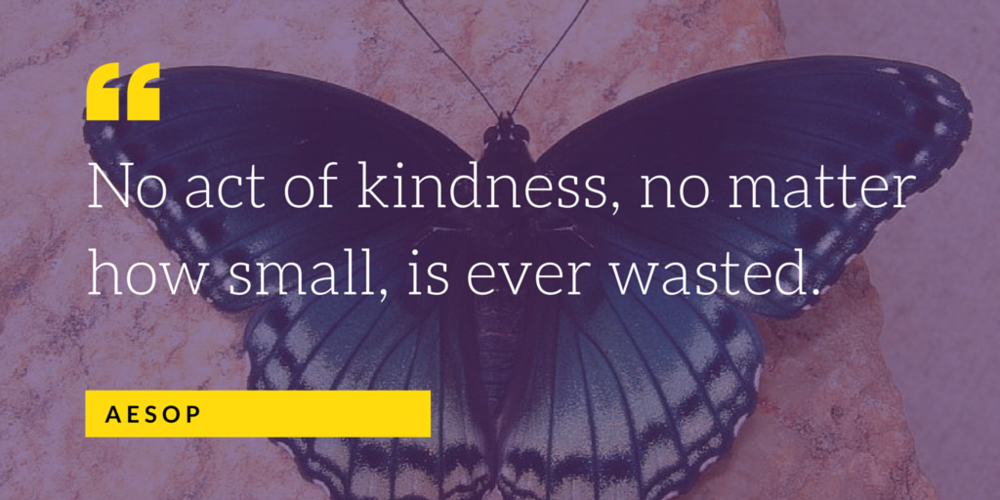 No act of kindness, no matter
how small, is ever wasted.
AESOP